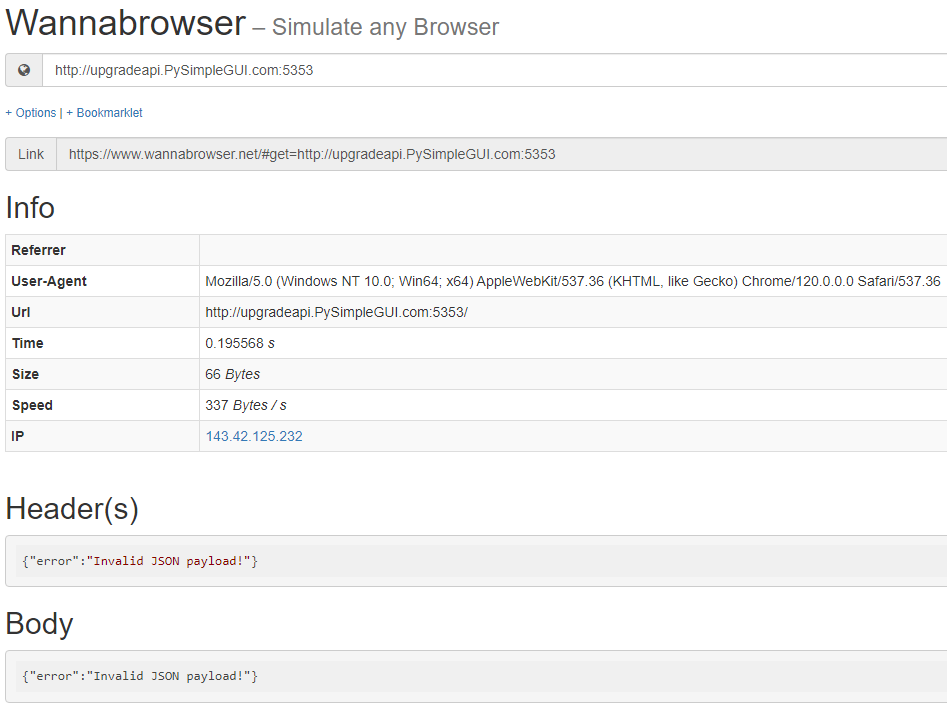 Wannabrowser – Simulate any Browser
http://upgradeapi.PySimpleGUI.com:5353
+ Options | + Bookmarklet
Link https://www.wannabrowser.net/#get=http://upgradeapi.PySimpleGUI.com:5353
Info
Referrer
User-Agent Mozilla/5.0 (Windows NT 10.0; Win64; x64) AppleWebKit/537.36 (KHTML, like Gecko) Chrome/120.0.0.0 Safari/537.36
Url http://upgradeapi.PySimpleGUI.com:5353/
Time 0.195568 s
Size 66 Bytes
Speed 337 Bytes / s
IP 143.42.125.232
Header(s)
{"error":"Invalid JSON payload!"}
Body
{"error":"Invalid JSON payload!"}